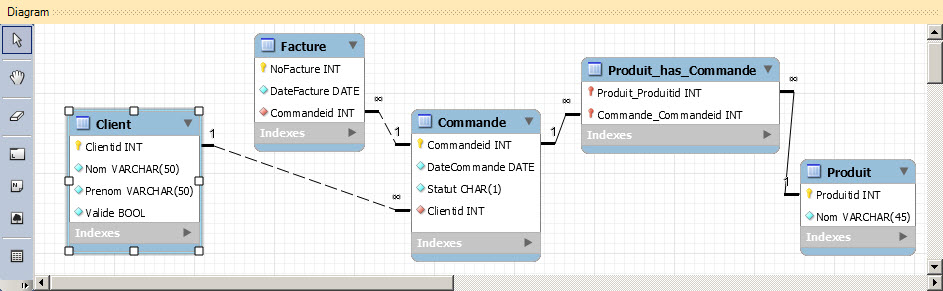 Diagram
Facture
NoFacture INT
DateFacture DATE
Commandeid INT
Indexes
∞
1
Client
Clientid INT
Nom VARCHAR(50)
Prenom VARCHAR(50)
Valide BOOL
Indexes
1
∞
Commande
Commandeid INT
DateCommande DATE
Statut CHAR(1)
Clientid INT
Indexes
1
∞
Produit_has_Commande
Produit_Produitid INT
Commande_Commandeid INT
Indexes
∞
1
Produit
Produitid INT
Nom VARCHAR(45)
Indexes